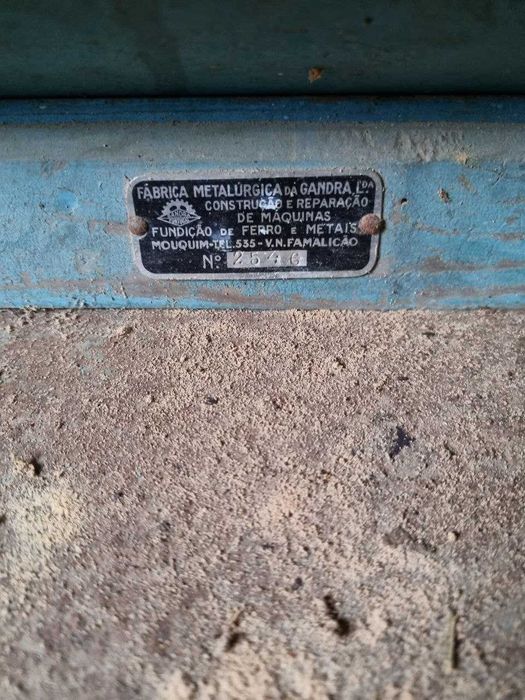 FÁBRICA METALÚRGICA DA GANDRA, L.DA
CONSTRUÇÃO E REPARAÇÃO
DE MÁQUINAS
FUNDIÇÃO DE FERRO E METAIS
MOUQUIM-TEL.535-V.N.FAMALICÃO
Nº 2546